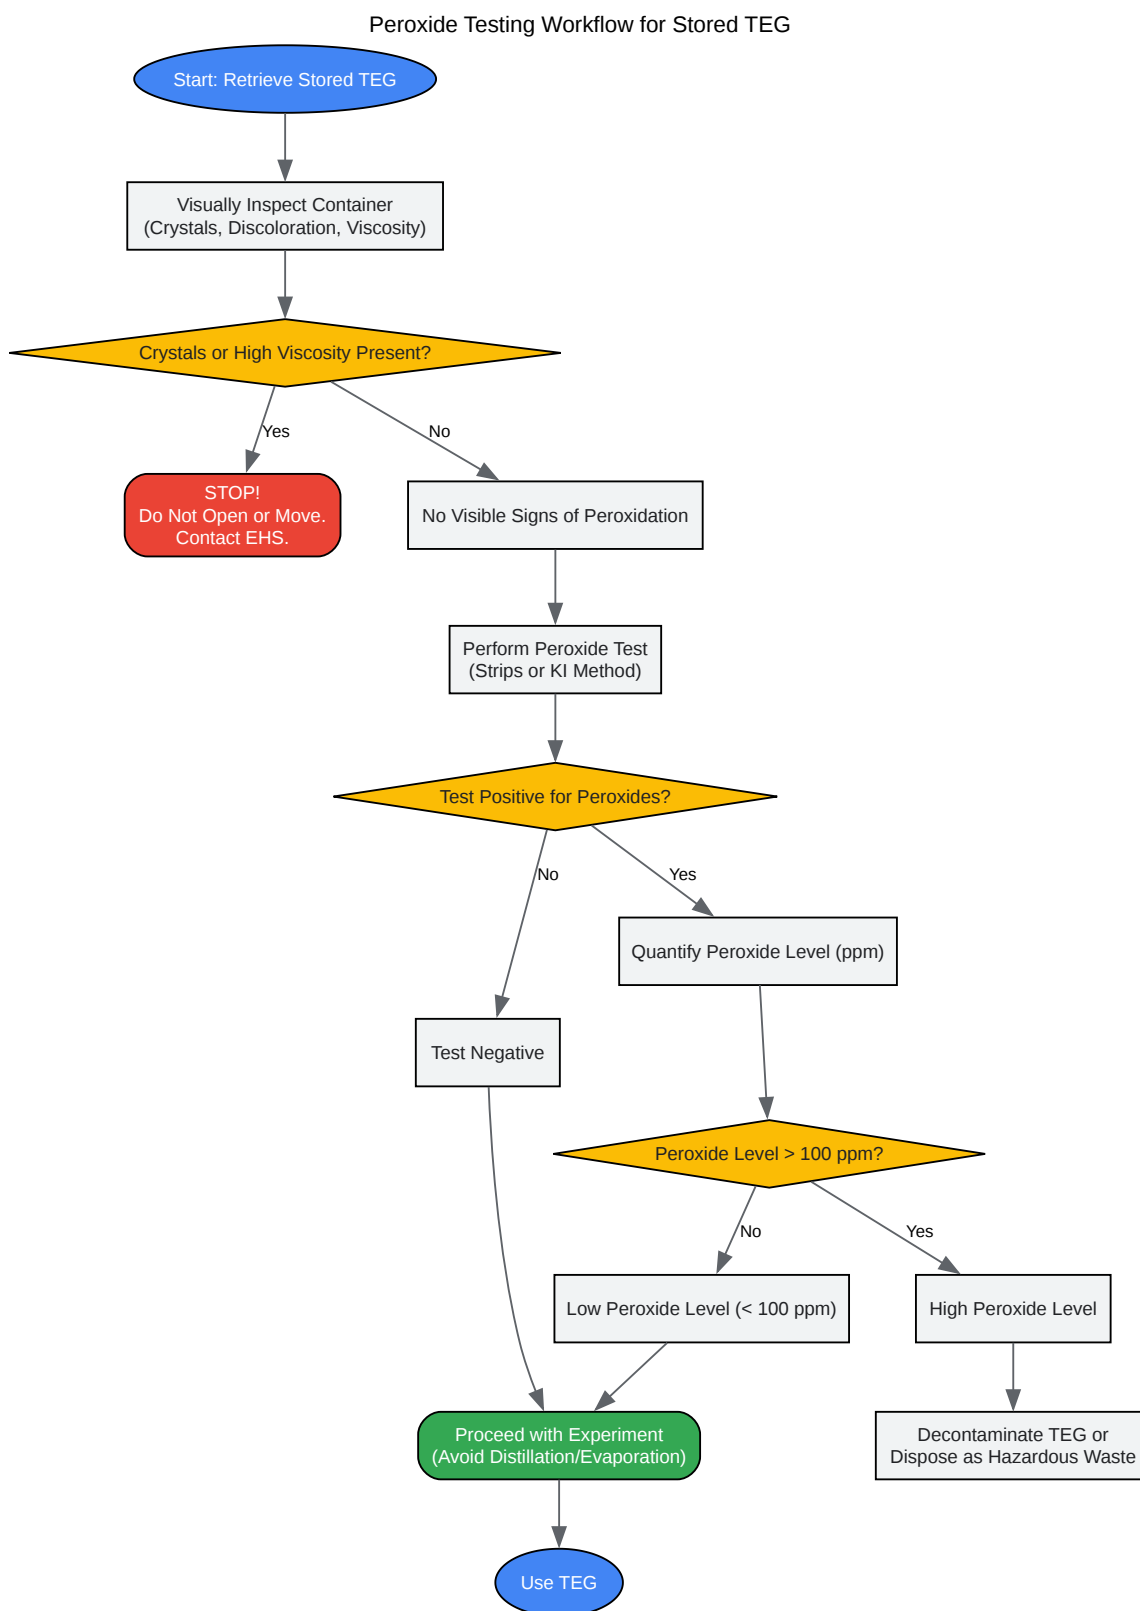 Peroxide Testing Workflow for Stored TEG
Start: Retrieve Stored TEG
Visually Inspect Container
(Crystals, Discoloration, Viscosity)
Crystals or High Viscosity Present?
Yes
No
STOP!
Do Not Open or Move.
Contact EHS.
No Visible Signs of Peroxidation
Perform Peroxide Test
(Strips or KI Method)
Test Positive for Peroxides?
No
Yes
Quantify Peroxide Level (ppm)
Test Negative
Peroxide Level > 100 ppm?
No
Yes
Low Peroxide Level (< 100 ppm)
High Peroxide Level
Proceed with Experiment
(Avoid Distillation/Evaporation)
Decontaminate TEG or
Dispose as Hazardous Waste
Use TEG